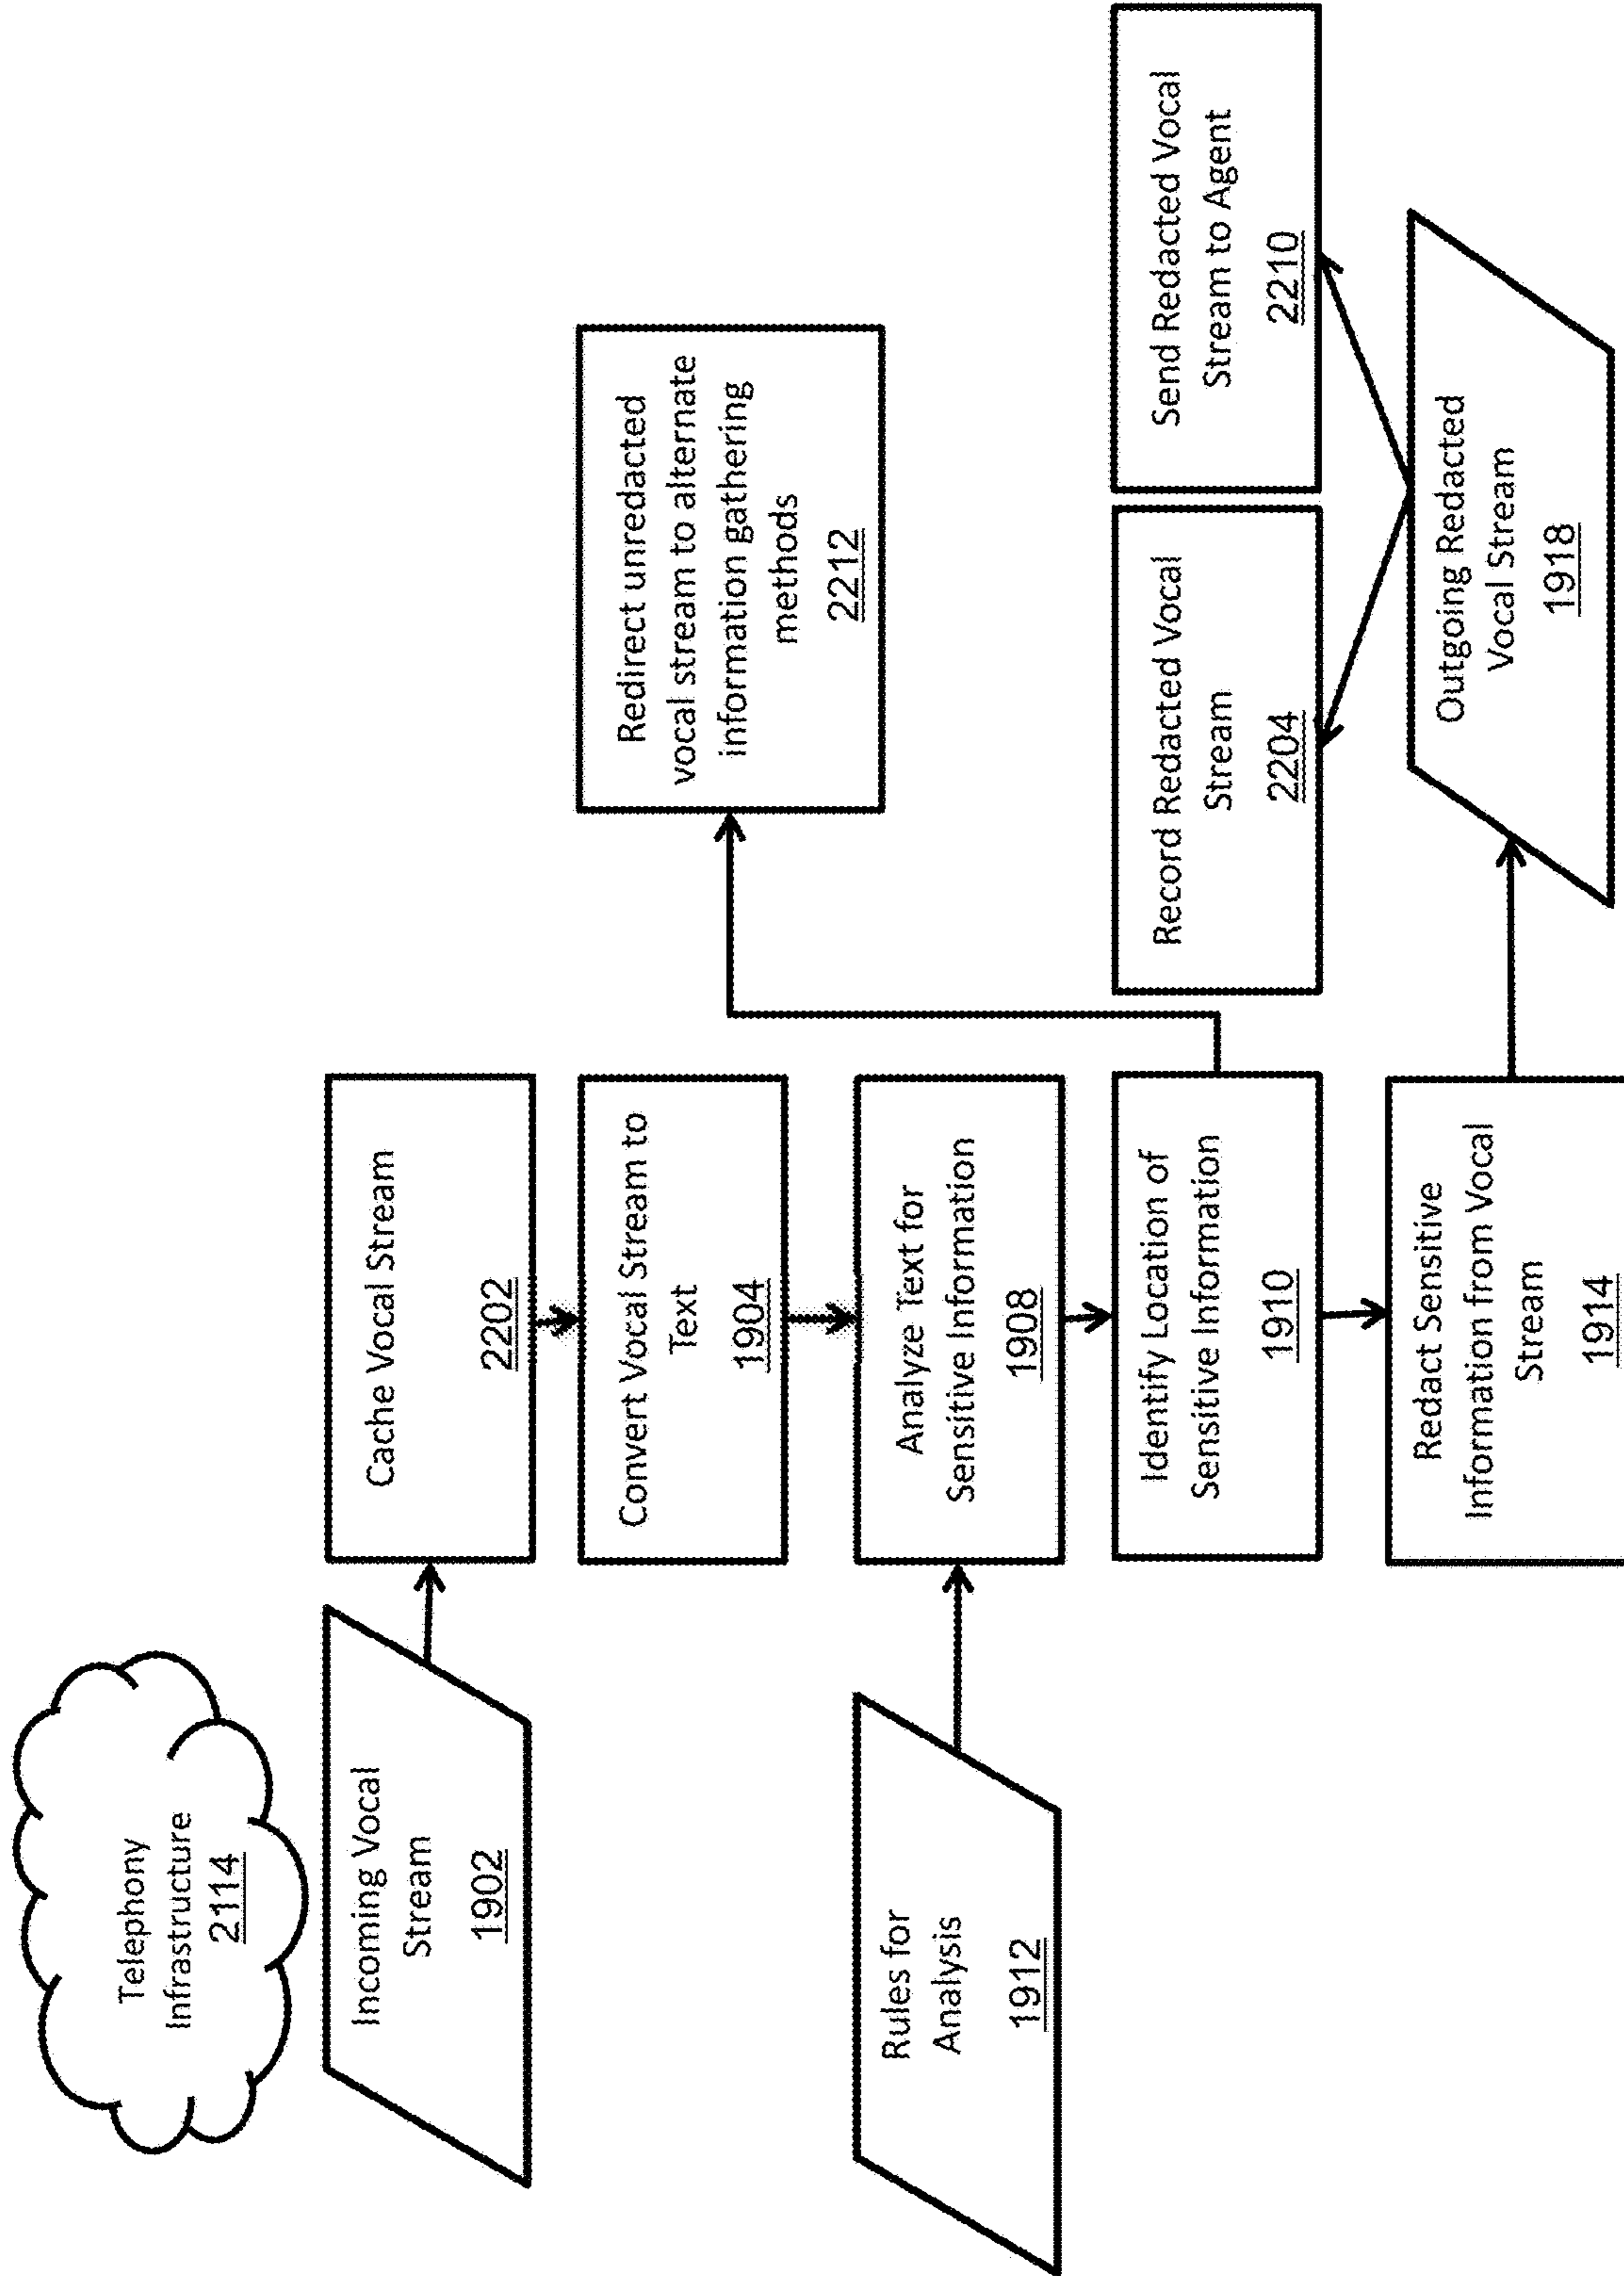 Telephony
Infrastructure
2114
Incoming Vocal
Stream
1902
Cache Vocal Stream
2202
Convert Vocal Stream to
Text
1904
Redirect unredacted
vocal stream to alternate
information gathering
methods
2212
Rules for
Analysis
1912
Analyze Text for
Sensitive Information
1908
Identify Location of
Sensitive Information
1910
Record Redacted Vocal
Stream
2204
Send Redacted Vocal
Stream to Agent
2210
Redact Sensitive
Information from Vocal
Stream
1914
Outgoing Redacted
Vocal Stream
1918